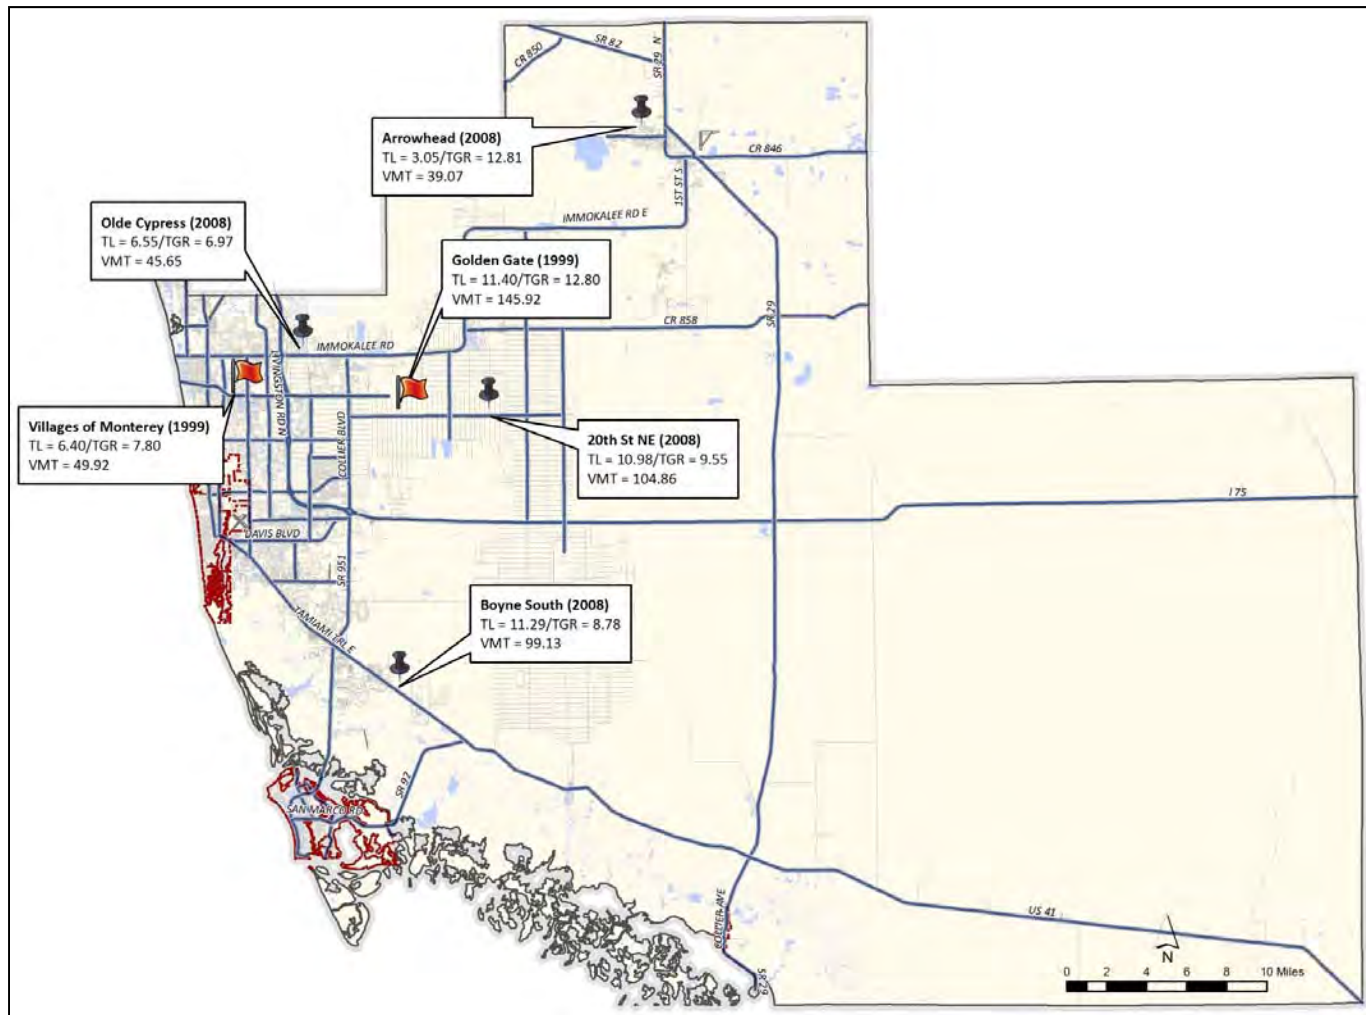 SR 82
CR 850
SR 29 N
Arrowhead (2008)
TL = 3.05/TGR = 12.81
VMT = 39.07
CR 846
1ST ST S
Olde Cypress (2008)
TL = 6.55/TGR = 6.97
VMT = 45.65
IMMOKALEE RD E
Golden Gate (1999)
TL = 11.40/TGR = 12.80
VMT = 145.92
SR 29
CR 858
IMMOKALEE RD
LIVINGSTON RD N
Villages of Monterey (1999)
TL = 6.40/TGR = 7.80
VMT = 49.92
COLLIER BLVD
20th St NE (2008)
TL = 10.98/TGR = 9.55
VMT = 104.86
I 75
DAVIS BLVD
SR 951
Boyne South (2008)
TL = 11.29/TGR = 8.78
VMT = 99.13
TAMIAMI TRL E
SR 92
SAN MARCO RD
COLLIER AVE
US 41
SR 29
N
0 2 4 6 8 10 Miles